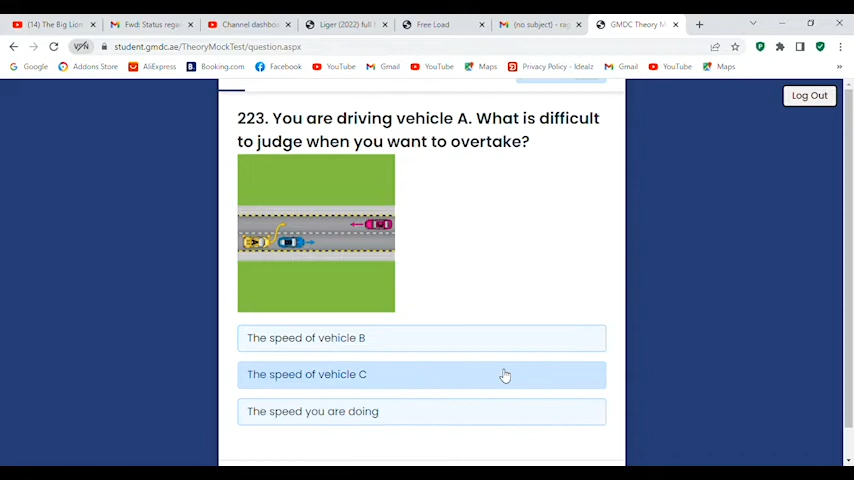 (14) The Big Lion
Fwd: Status regar
Channel dashbo
Liger (2022) full
Free Load
(no subject) - rag
GMDC Theory M
VPN
student.gmdc.ae/TheoryMockTest/question.aspx
Google
Addons Store
AliExpress
Booking.com
Facebook
YouTube
Gmail
YouTube
Maps
Privacy Policy - Idealz
Gmail
YouTube
Maps
Log Out
223. You are driving vehicle A. What is difficult
to judge when you want to overtake?
A
The speed of vehicle B
The speed of vehicle C
The speed you are doing